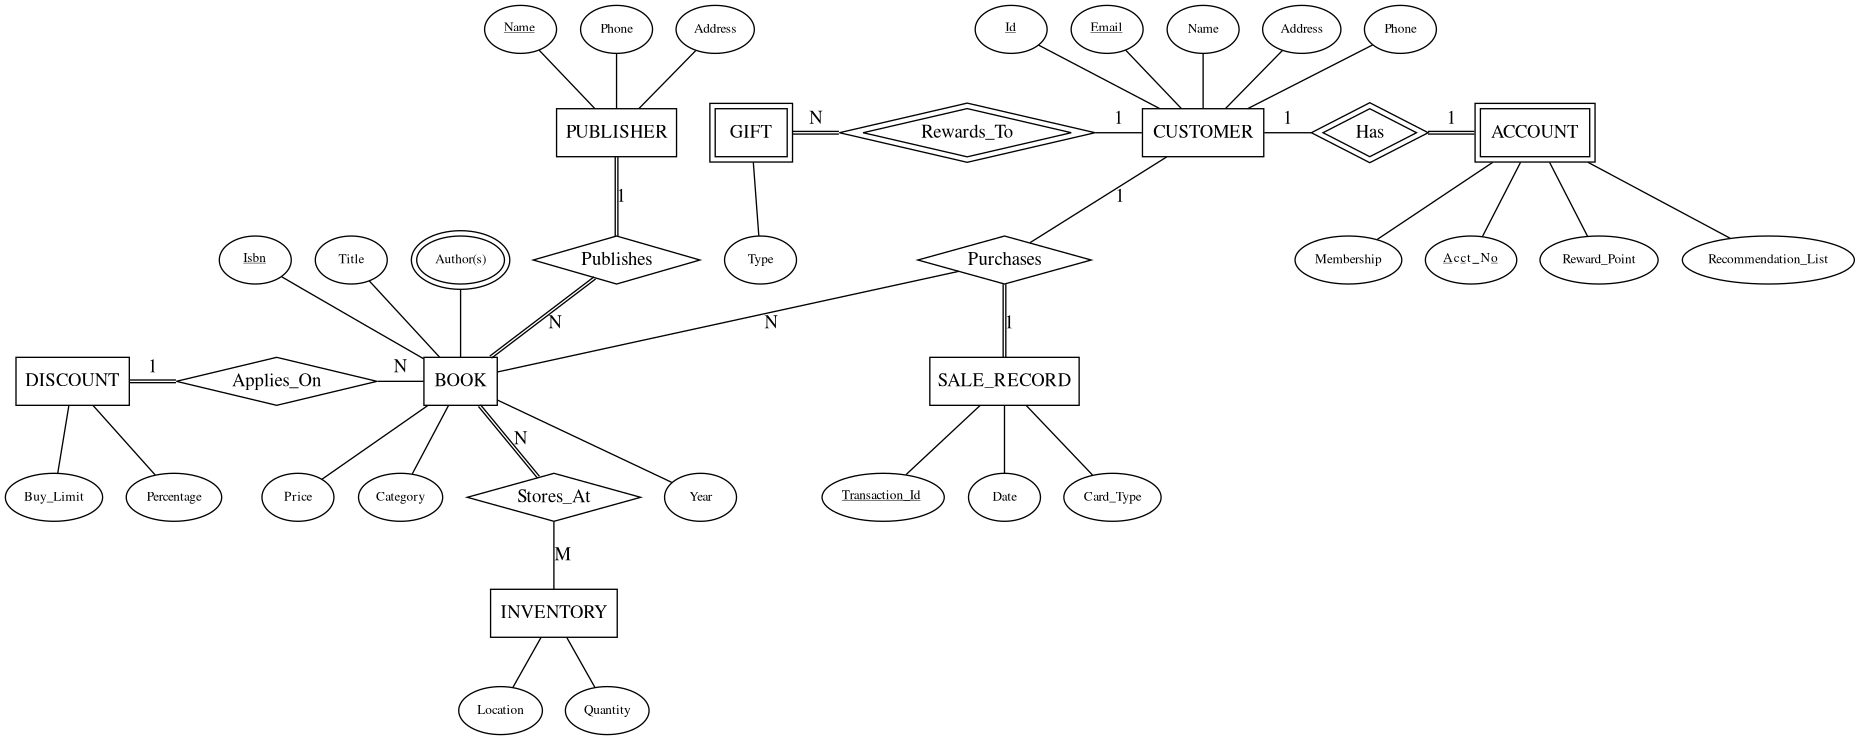 Name
Phone
Address
Id
Email
Name
Address
Phone
PUBLISHER
GIFT
N
Rewards_To
1
CUSTOMER
1
Has
1
ACCOUNT
1
1
Isbn
Title
Author(s)
Publishes
Type
Purchases
Membership
Acct_No
Reward_Point
Recommendation_List
N
N
1
DISCOUNT
1
Applies_On
N
BOOK
SALE_RECORD
N
Buy_Limit
Percentage
Price
Category
Stores_At
Year
Transaction_Id
Date
Card_Type
M
INVENTORY
Location
Quantity